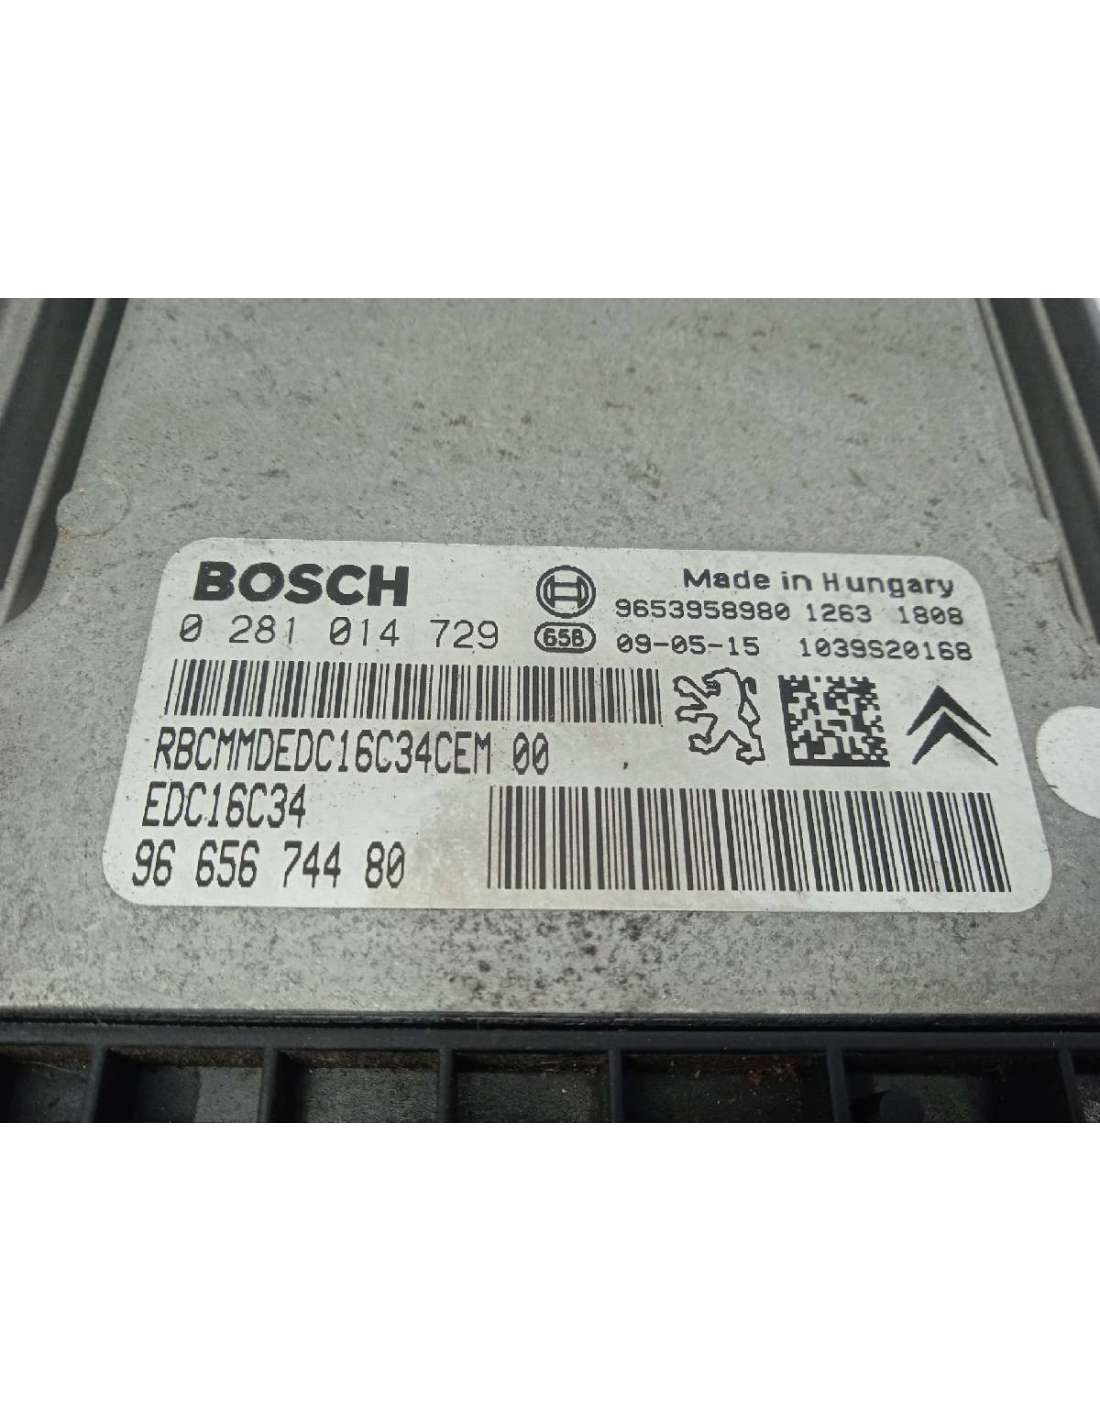 BOSCH
0 281 014 729
658
Made in Hungary
9653958980 1263 1808
09-05-15 1039S20168
RBCMMDEDC16C34CEM 00
EDC16C34
96 656 744 80